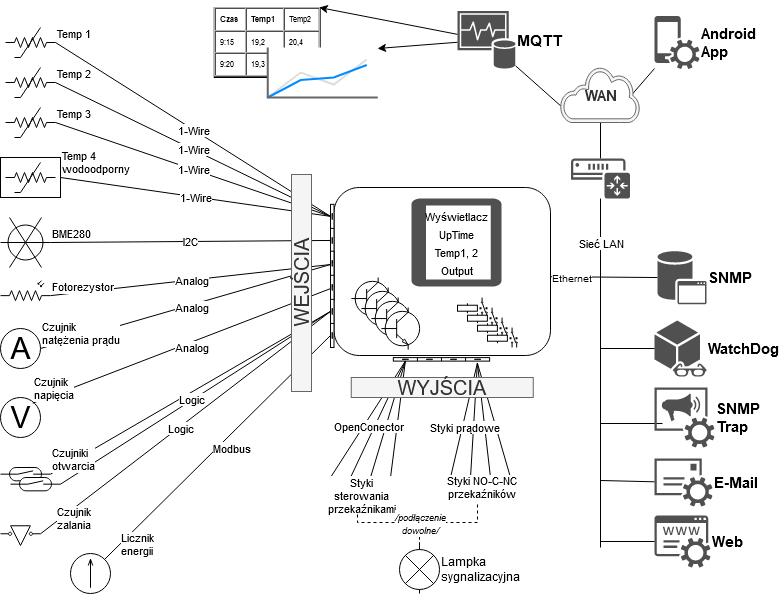 Czas Temp1 Temp2
9:15 19,2 20,4
9:20 19,3
MQTT
Android
App
WAN
Temp 1
Temp 2
Temp 3
Temp 4
wodoodporny
1-Wire
1-Wire
1-Wire
1-Wire
BME280
I2C
Fotorezystor
Analog
Czujnik
natężenia prądu
Analog
A
Czujnik
napięcia
Analog
V
Logic
Logic
Czujniki
otwarcia
Modbus
Czujnik
zalania
Licznik
energii
WEJŚCIA
Wyświetlacz
UpTime
Temp1, 2
Output
WYJŚCIA
OpenConector
Styki prądowe
Styki
sterowania
przekaźnikami
Styki NO-C-NC
przekaźników
/podłączenie
dowolne/
Lampka
sygnalizacyjna
Sieć LAN
Ethernet
SNMP
WatchDog
SNMP
Trap
E-Mail
WWW
Web